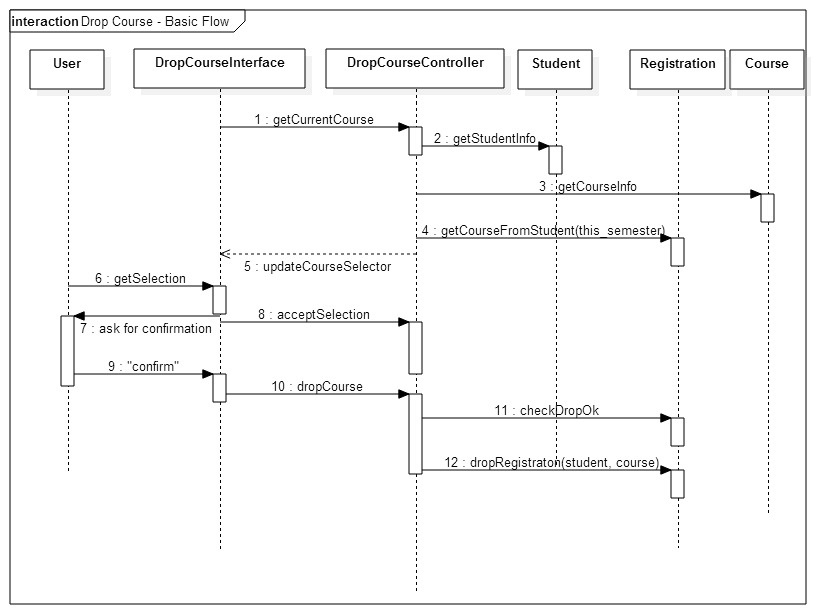 interaction Drop Course - Basic Flow
User
DropCourseInterface
DropCourseController
Student
Registration
Course
1 : getCurrentCourse
2 : getStudentInfo
3 : getCourseInfo
4 : getCourseFromStudent(this_semester)
5 : updateCourseSelector
6 : getSelection
7 : ask for confirmation
8 : acceptSelection
9 : "confirm"
10 : dropCourse
11 : checkDropOk
12 : dropRegistraton(student, course)